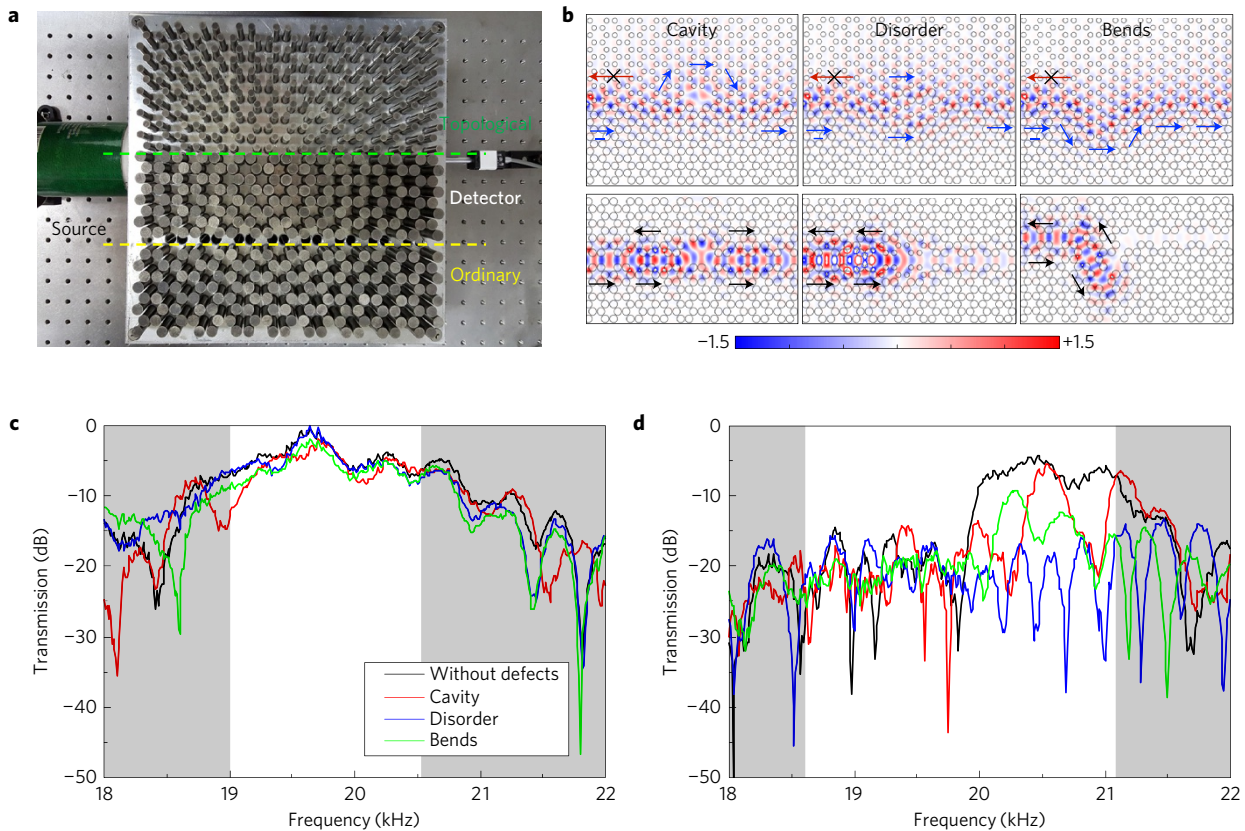 a
Topological
Detector
Source
Ordinary
b
Cavity
Disorder
Bends
−1.5
+1.5
c
0
−10
−20
−30
−40
−50
Transmission (dB)
18
19
20
21
22
Frequency (kHz)
Without defects
Cavity
Disorder
Bends
d
0
−10
−20
−30
−40
−50
Transmission (dB)
18
19
20
21
22
Frequency (kHz)